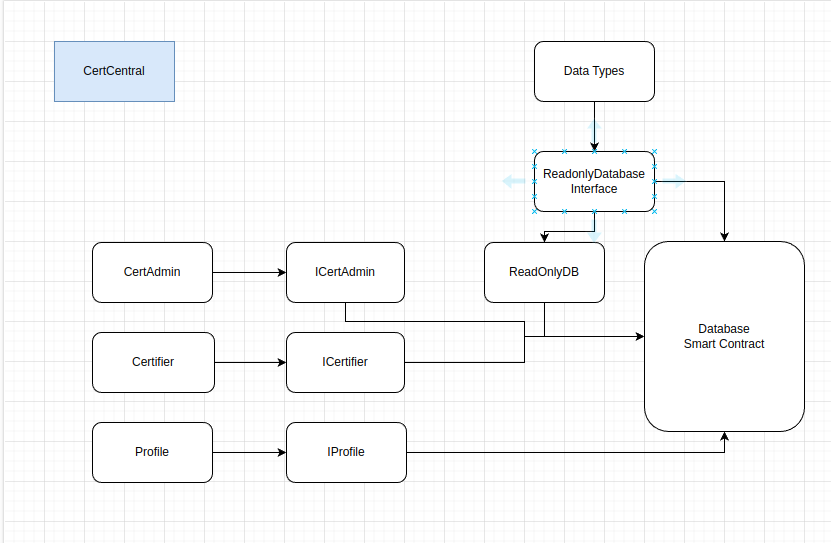 CertCentral
Data Types
ReadonlyDatabase
Interface
CertAdmin
ICertAdmin
ReadOnlyDB
Database
Smart Contract
Certifier
ICertifier
Profile
IProfile